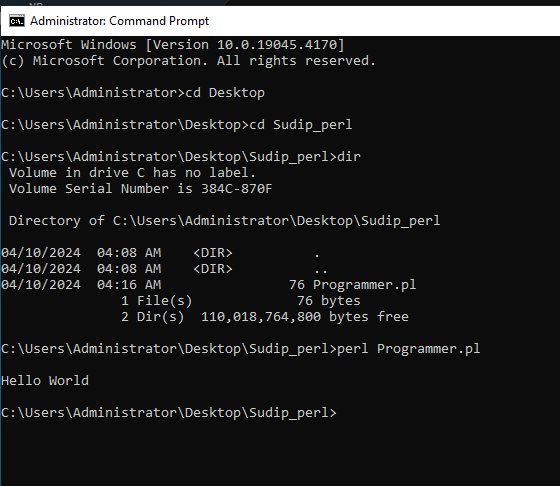 Administrator: Command Prompt
Microsoft Windows [Version 10.0.19045.4170]
(c) Microsoft Corporation. All rights reserved.
C:\Users\Administrator>cd Desktop
C:\Users\Administrator\Desktop>cd Sudip_perl
C:\Users\Administrator\Desktop\Sudip_perl>dir
 Volume in drive C has no label.
 Volume Serial Number is 384C-870F
 Directory of C:\Users\Administrator\Desktop\Sudip_perl
04/10/2024  04:08 AM    <DIR>          .
04/10/2024  04:08 AM    <DIR>          ..
04/10/2024  04:16 AM                76 Programmer.pl
               1 File(s)             76 bytes
               2 Dir(s)  110,018,764,800 bytes free
C:\Users\Administrator\Desktop\Sudip_perl>perl Programmer.pl
Hello World
C:\Users\Administrator\Desktop\Sudip_perl>